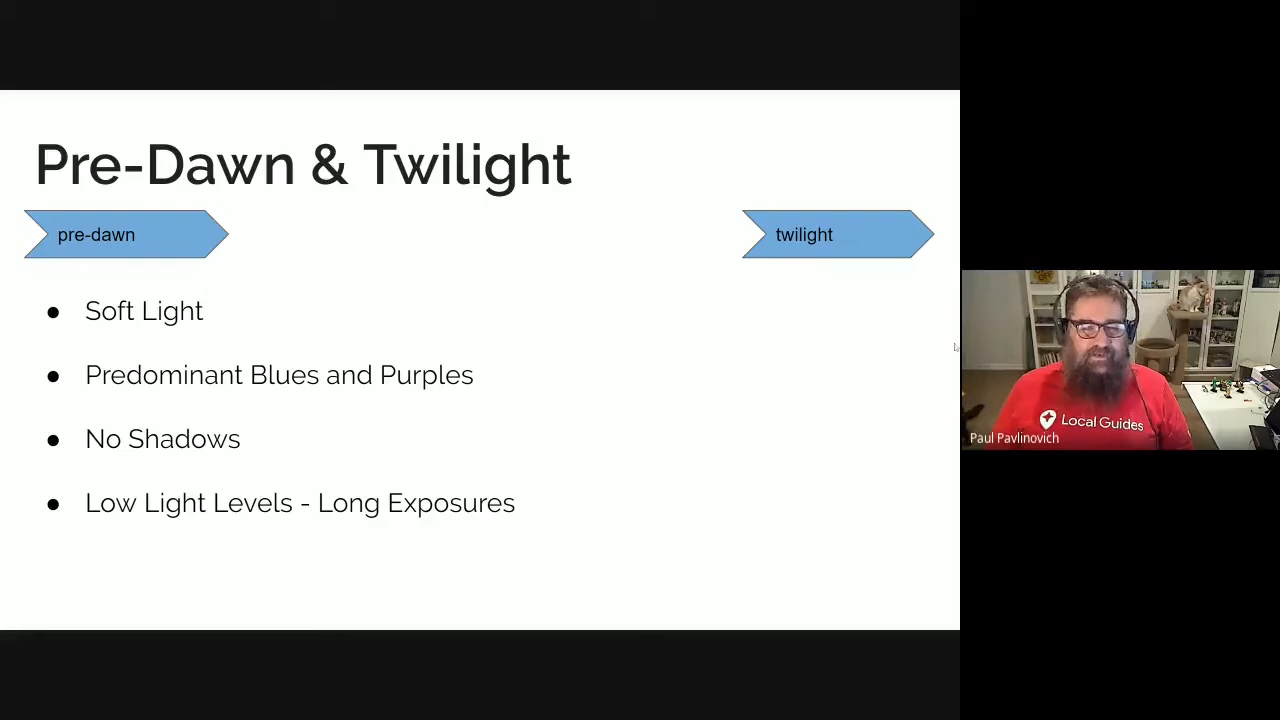 Pre-Dawn & Twilight
pre-dawn
twilight
● Soft Light
● Predominant Blues and Purples
● No Shadows
● Low Light Levels - Long Exposures
Local Guides
Paul Pavlinovich